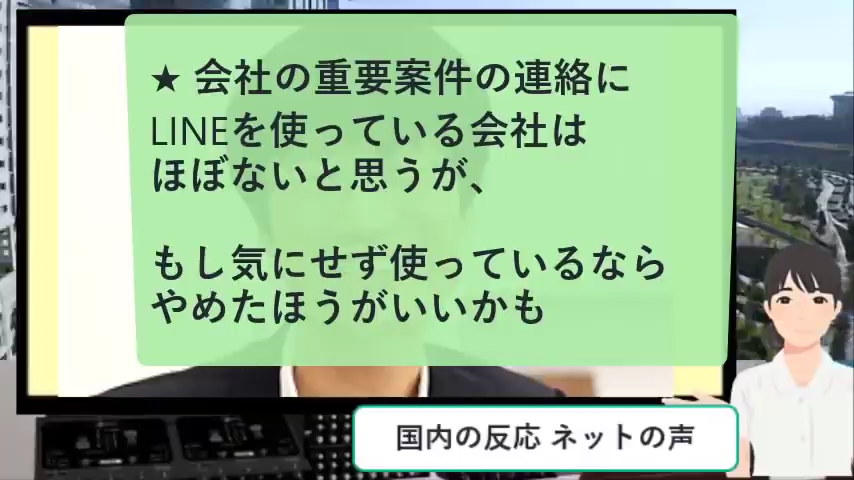 ★ 会社の重要案件の連絡に
LINEを使っている会社は
ほぼないと思うが、
もし気にせず使っているなら
やめたほうがいいかも
国内の反応 ネットの声